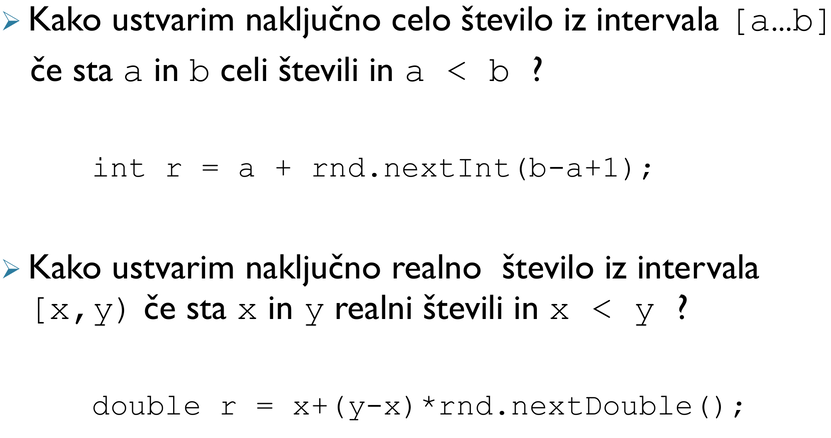 ➢ Kako ustvarim naključno celo število iz intervala [a…b]
če sta a in b celi števili in a < b ?
int r = a + rnd.nextInt(b-a+1);
➢ Kako ustvarim naključno realno število iz intervala
[x,y) če sta x in y realni števili in x < y ?
double r = x+(y-x)*rnd.nextDouble();